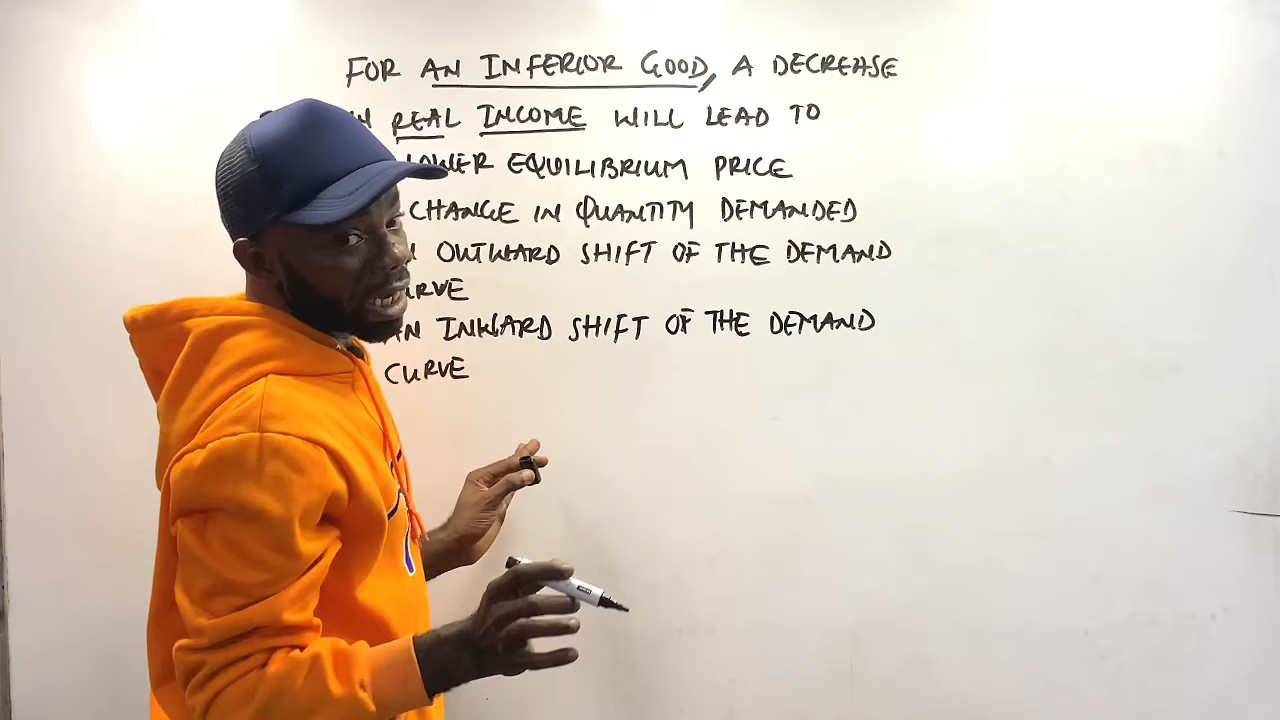 FOR AN INFERIOR GOOD, A DECREASE
REAL INCOME WILL LEAD TO
LOWER EQUILIBRIUM PRICE
CHANGE IN QUANTITY DEMANDED
OUTWARD SHIFT OF THE DEMAND
CURVE
AN INWARD SHIFT OF THE DEMAND
CURVE